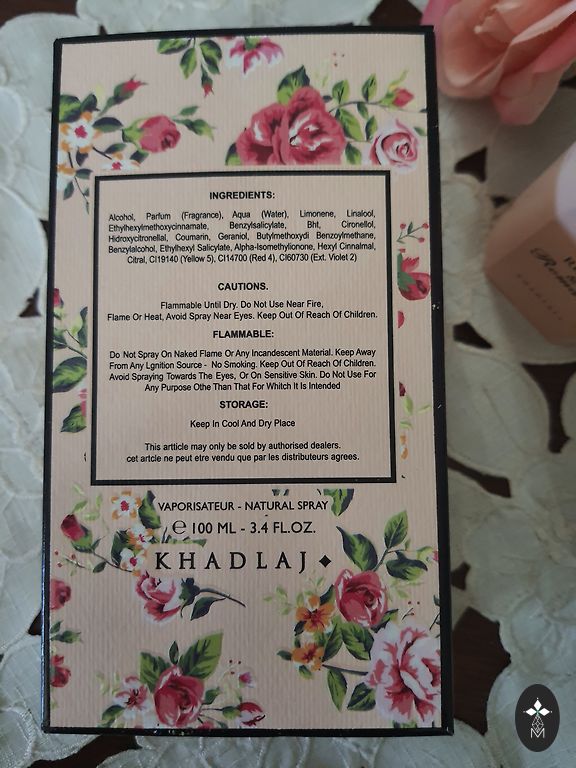 INGREDIENTS:
Alcohol, Parfum (Fragrance), Aqua (Water), Limonene, Linalool,
Ethylhexylmethoxycinnamate, Benzylsalicylate, Bht, Cironellol,
Hidroxycitronellal, Coumarin, Geraniol, Butylmethoxydi Benzoylmethane,
Benzylalcohol, Ethylhexyl Salicylate, Alpha-Isomethylionone, Hexyl Cinnalmal,
Citral, CI19140 (Yellow 5), CI14700 (Red 4), CI60730 (Ext. Violet 2)
CAUTIONS.
Flammable Until Dry. Do Not Use Near Fire,
Flame Or Heat, Avoid Spray Near Eyes. Keep Out Of Reach Of Children.
FLAMMABLE:
Do Not Spray On Naked Flame Or Any Incandescent Material. Keep Away
From Any Lgnition Source - No Smoking. Keep Out Of Reach Of Children.
Avoid Spraying Towards The Eyes, Or On Sensitive Skin. Do Not Use For
Any Purpose Othe Than That For Whitch It Is Intended
STORAGE:
Keep In Cool And Dry Place
This artticle may only be sold by authorised dealers.
cet artcle ne peut etre vendu que par les distributeurs agrees.
VAPORISATEUR - NATURAL SPRAY
℮ 100 ML - 3.4 FL.OZ.
KHADLAJ